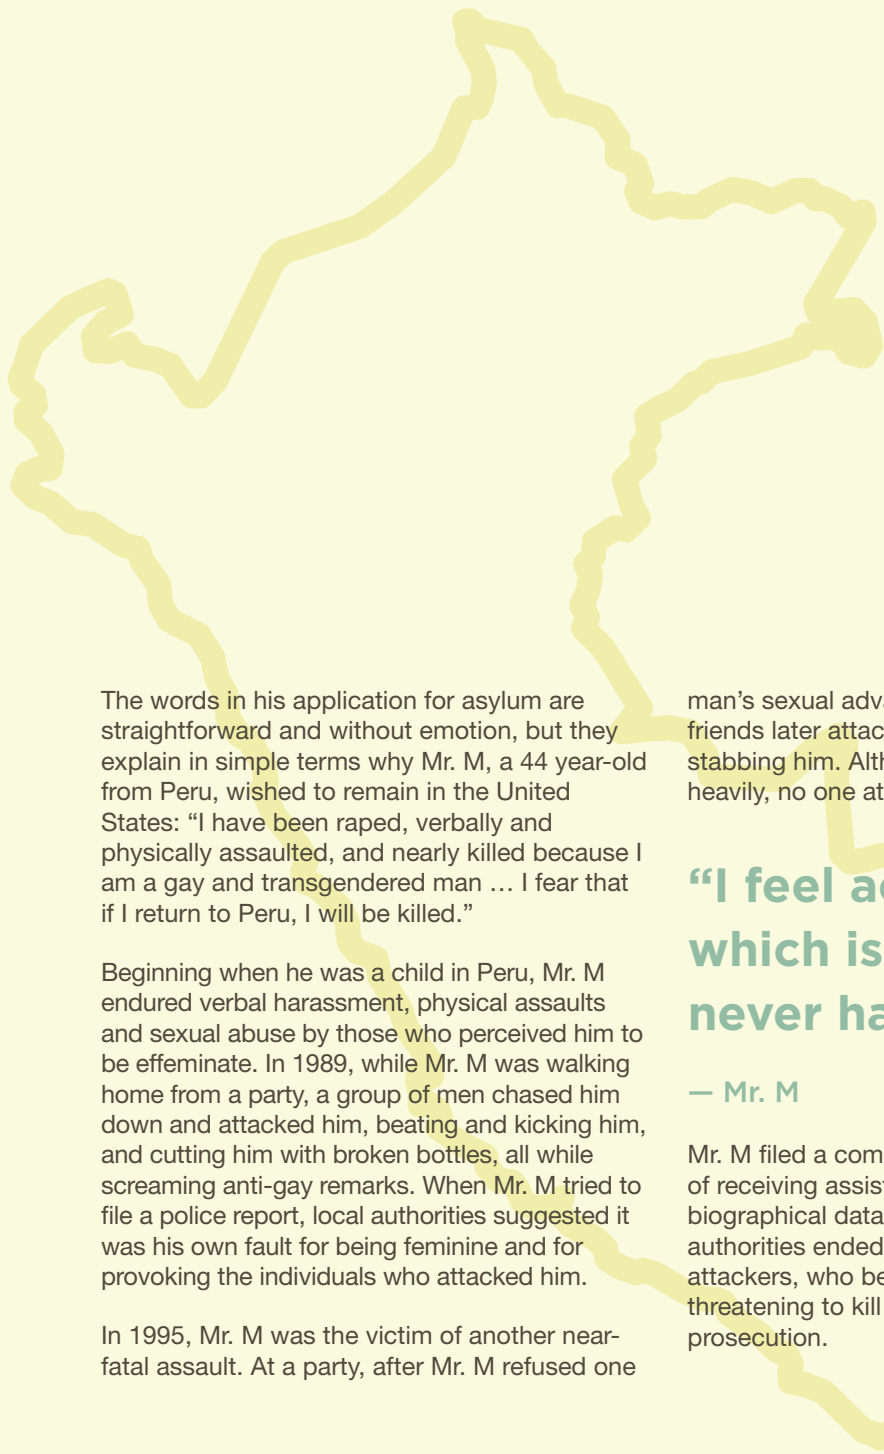 The words in his application for asylum are
straightforward and without emotion, but they
explain in simple terms why Mr. M, a 44 year-old
from Peru, wished to remain in the United
States: “I have been raped, verbally and
physically assaulted, and nearly killed because I
am a gay and transgendered man … I fear that
if I return to Peru, I will be killed.”
Beginning when he was a child in Peru, Mr. M
endured verbal harassment, physical assaults
and sexual abuse by those who perceived him to
be effeminate. In 1989, while Mr. M was walking
home from a party, a group of men chased him
down and attacked him, beating and kicking him,
and cutting him with broken bottles, all while
screaming anti-gay remarks. When Mr. M tried to
file a police report, local authorities suggested it
was his own fault for being feminine and for
provoking the individuals who attacked him.
In 1995, Mr. M was the victim of another near-
fatal assault. At a party, after Mr. M refused one
man’s sexual
friends later
stabbing him.
heavily, no one at
“I feel
which is
never
— Mr. M
Mr. M filed a
of receiving
biographical data
authorities ended
attackers, who
threatening to kill
prosecution.